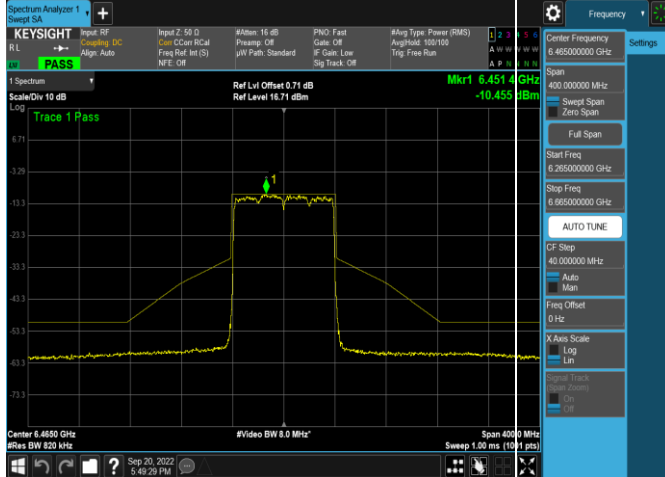 Spectrum Analyzer 1
Swept SA
+
Frequency
KEYSIGHT
R L
PASS
Input: RF
Coupling: DC
Align: Auto
Input Z: 50 Ω
Corr CCorr RCal
Freq Ref: Int (S)
NFE: Off
#Atten: 16 dB
Preamp: Off
µW Path: Standard
PNO: Fast
Gate: Off
IF Gain: Low
Sig Track: Off
#Avg Type: Power (RMS)
Avg|Hold: 100/100
Trig: Free Run
1 2 3 4 5 6
A W W W W W
A P N N N N
1 Spectrum
Scale/Div 10 dB
Log
Ref Lvl Offset 0.71 dB
Ref Level 16.71 dBm
Mkr1 6.451 4 GHz
-10.455 dBm
Trace 1 Pass
1
6.71
-3.29
-13.3
-23.3
-33.3
-43.3
-53.3
-63.3
-73.3
Center 6.4650 GHz
#Res BW 820 kHz
#Video BW 8.0 MHz*
Span 400.0 MHz
Sweep 1.00 ms (1001 pts)
Sep 20, 2022
5:49:29 PM
?
Center Frequency
6.465000000 GHz
Settings
Span
400.000000 MHz
Swept Span
Zero Span
Full Span
Start Freq
6.265000000 GHz
Stop Freq
6.665000000 GHz
AUTO TUNE
CF Step
40.000000 MHz
Auto
Man
Freq Offset
0 Hz
X Axis Scale
Log
Lin
Signal Track
(Span Zoom)
On
Off